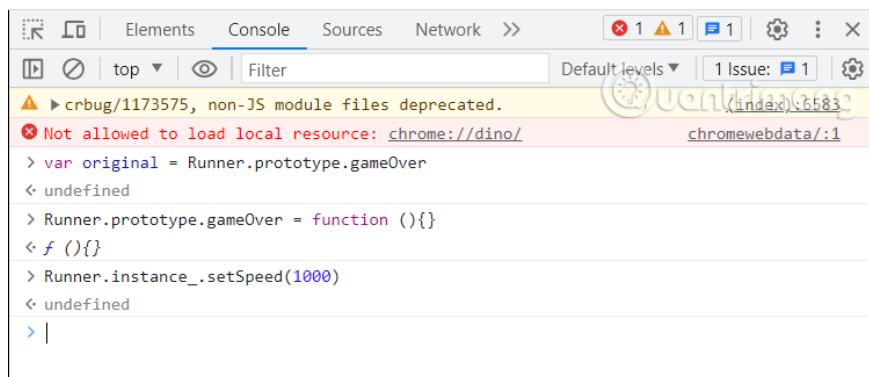 Elements Console Sources Network 1 1 1
top Filter Default levels 1 Issue: 1
crbug/1173575, non-JS module files deprecated. (index):6583
Quantrimang
Not allowed to load local resource: chrome://dino/ chromewebdata/:1
> var original = Runner.prototype.gameOver
undefined
> Runner.prototype.gameOver = function (){}
ƒ (){}
> Runner.instance_.setSpeed(1000)
undefined
>